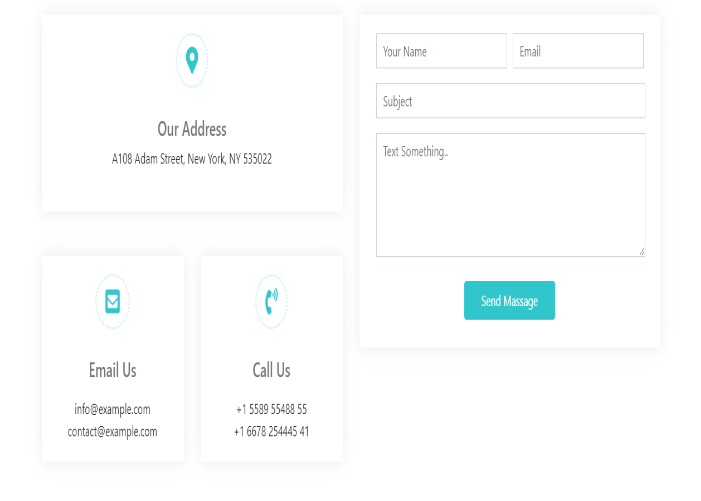 Our Address
A108 Adam Street, New York, NY 535022
Email Us
info@example.com
contact@example.com
Call Us
+1 5589 55488 55
+1 6678 254445 41
Your Name
Email
Subject
Text Something..
Send Massage